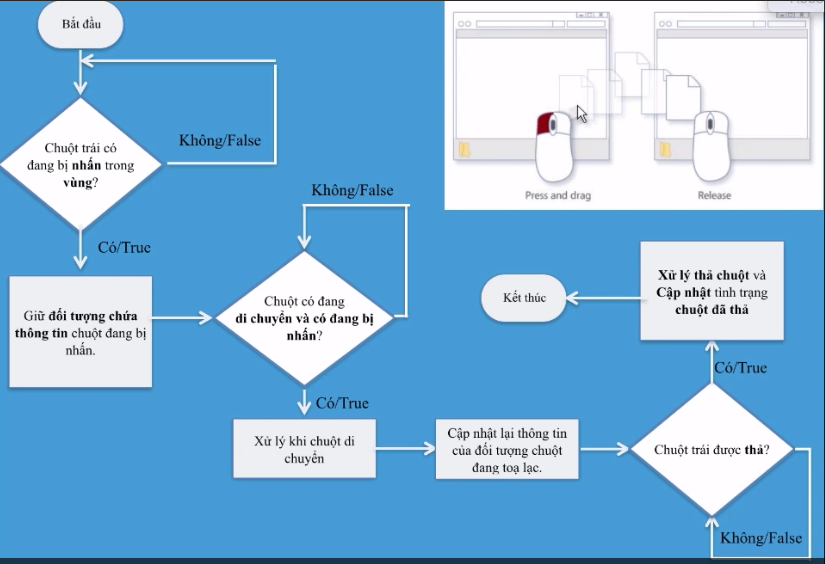 Bắt đầu
Chuột trái có
đang bị nhấn trong
vùng?
Không/False
Có/True
Giữ đối tượng chứa
thông tin chuột đang bị
nhấn.
Không/False
Chuột có đang
di chuyển và có đang bị
nhấn?
Có/True
Xử lý khi chuột di
chuyển
Cập nhật lại thông tin
của đối tượng chuột
đang toạ lạc.
Chuột trái được thả?
Không/False
Có/True
Xử lý thả chuột và
Cập nhật tình trạng
chuột đã thả
Kết thúc
Press and drag
Release